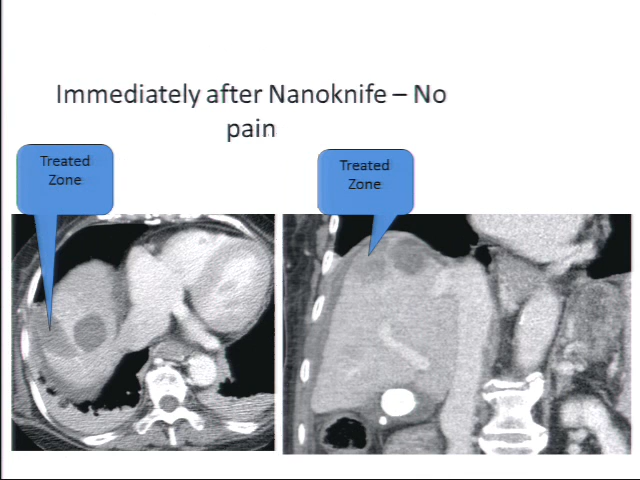 Immediately after Nanoknife – No
pain
Treated
Zone
Treated
Zone